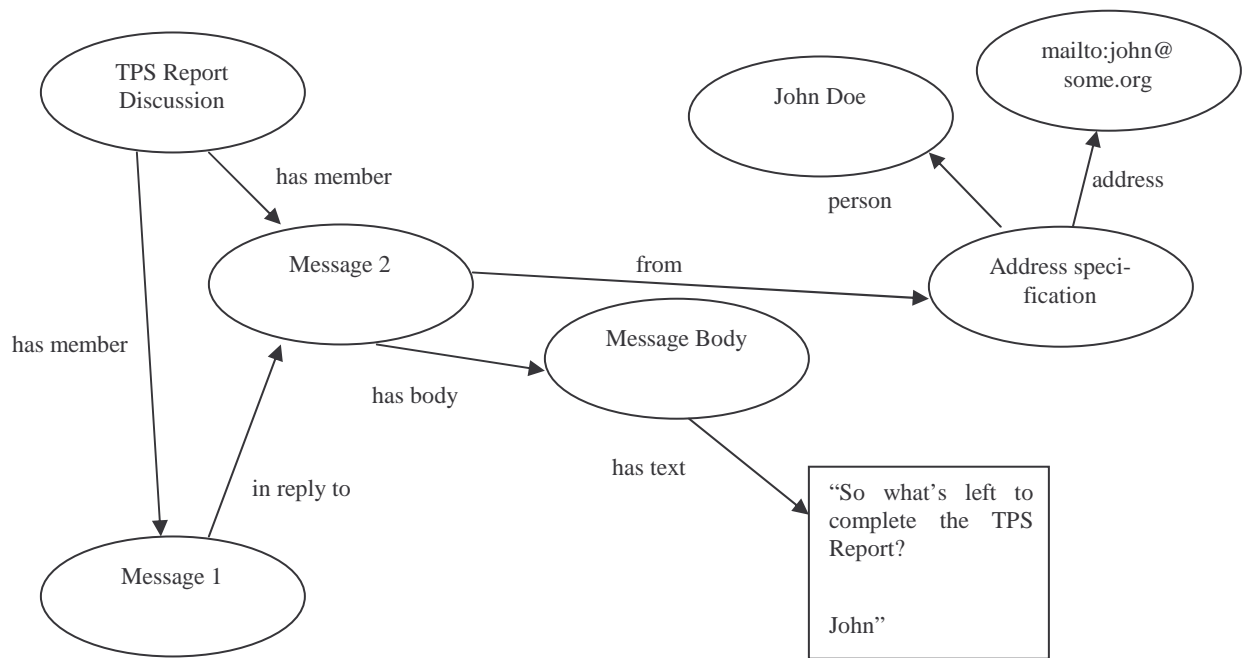 TPS Report
Discussion
John Doe
mailto:john@
some.org
has member
person
address
Message 2
from
Address speci-
fication
has member
Message Body
has body
in reply to
has text
“So what’s left to
complete the TPS
Report?
John”
Message 1